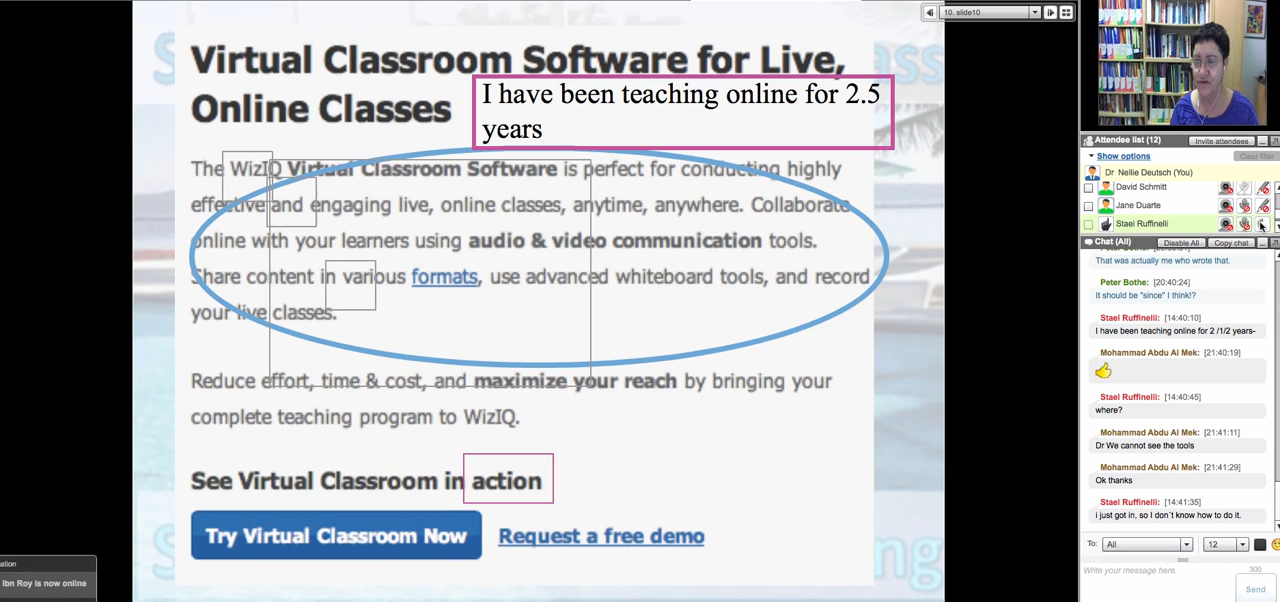 10. slide10
Virtual Classroom Software for Live,
Online Classes
I have been teaching online for 2.5
years
The WizIQ Virtual Classroom Software is perfect for conducting highly
effective and engaging live, online classes, anytime, anywhere. Collaborate
online with your learners using audio & video communication tools.
Share content in various formats, use advanced whiteboard tools, and record
your live classes.
Reduce effort, time & cost, and maximize your reach by bringing your
complete teaching program to WizIQ.
See Virtual Classroom in action
Try Virtual Classroom Now
Request a free demo
ation
Ibn Roy is now online
Attendee list (12)
Invite attendees
Show options
Clear filter
Dr Nellie Deutsch (You)
David Schmitt
Jane Duarte
Stael Ruffinelli
Chat (All)
Disable All
Copy chat
That was actually me who wrote that.
Peter Bothe: [20:40:24]
It should be "since" I think!?
Stael Ruffinelli: [14:40:10]
I have been teaching online for 2 /1/2 years-
Mohammad Abdu Al Mek: [21:40:19]
Stael Ruffinelli: [14:40:45]
where?
Mohammad Abdu Al Mek: [21:41:11]
Dr We cannot see the tools
Mohammad Abdu Al Mek: [21:41:29]
Ok thanks
Stael Ruffinelli: [14:41:35]
i just got in, so I don´t know how to do it.
To:
All
12
Write your message here.
300
Send